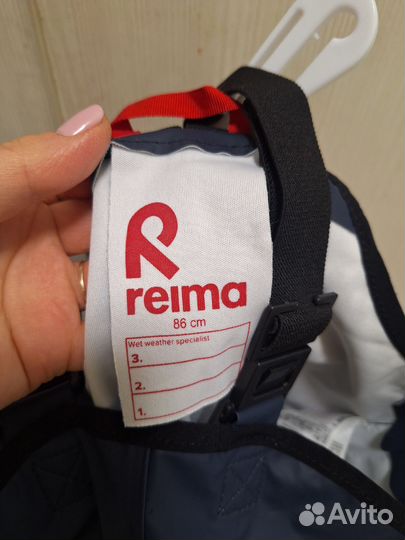 reima
86 cm
Wet weather specialist
3.
2.
1.
Avito